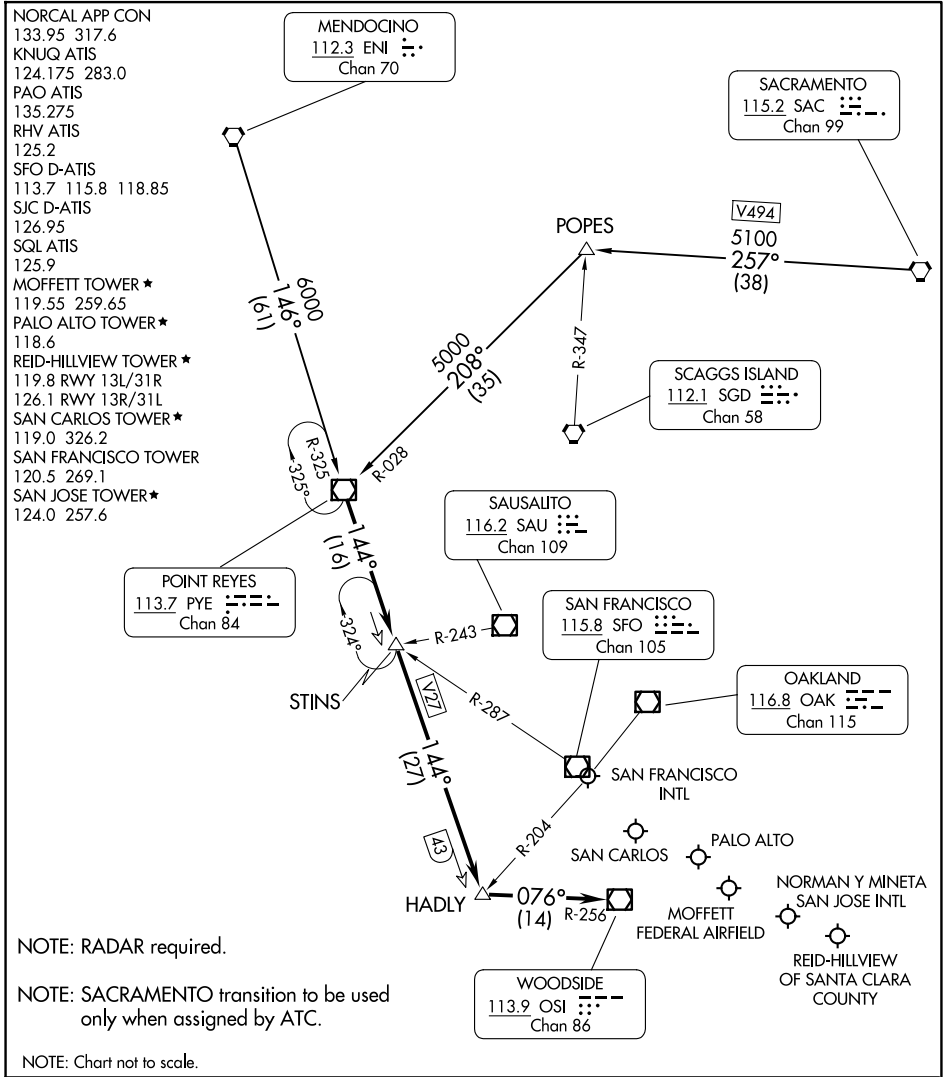 NORCAL APP CON
133.95 317.6
KNUQ ATIS
124.175 283.0
PAO ATIS
135.275
RHV ATIS
125.2
SFO D-ATIS
113.7 115.8 118.85
SJC D-ATIS
126.95
SQL ATIS
125.9
MOFFETT TOWER★
119.55 259.65
PALO ALTO TOWER★
118.6
REID-HILLVIEW TOWER★
119.8 RWY 13L/31R
126.1 RWY 13R/31L
SAN CARLOS TOWER★
119.0 326.2
SAN FRANCISCO TOWER
120.5 269.1
SAN JOSE TOWER★
124.0 257.6
MENDOCINO
112.3 ENI
Chan 70
SACRAMENTO
115.2 SAC
Chan 99
V494
5100
257°
(38)
POPES
6000
146°
(61)
5000
208°
(35)
R-347
SCAGGS ISLAND
112.1 SGD
Chan 58
R-325
325°
R-028
POINT REYES
113.7 PYE
Chan 84
144°
(16)
SAUSALITO
116.2 SAU
Chan 109
R-243
324°
STINS
SAN FRANCISCO
115.8 SFO
Chan 105
R-287
OAKLAND
116.8 OAK
Chan 115
V27
144°
(27)
43
R-204
SAN FRANCISCO
INTL
SAN CARLOS
PALO ALTO
MOFFETT
FEDERAL AIRFIELD
NORMAN Y MINETA
SAN JOSE INTL
REID-HILLVIEW
OF SANTA CLARA
COUNTY
HADLY
076°
(14)
R-256
WOODSIDE
113.9 OSI
Chan 86
NOTE: RADAR required.
NOTE: SACRAMENTO transition to be used
only when assigned by ATC.
NOTE: Chart not to scale.